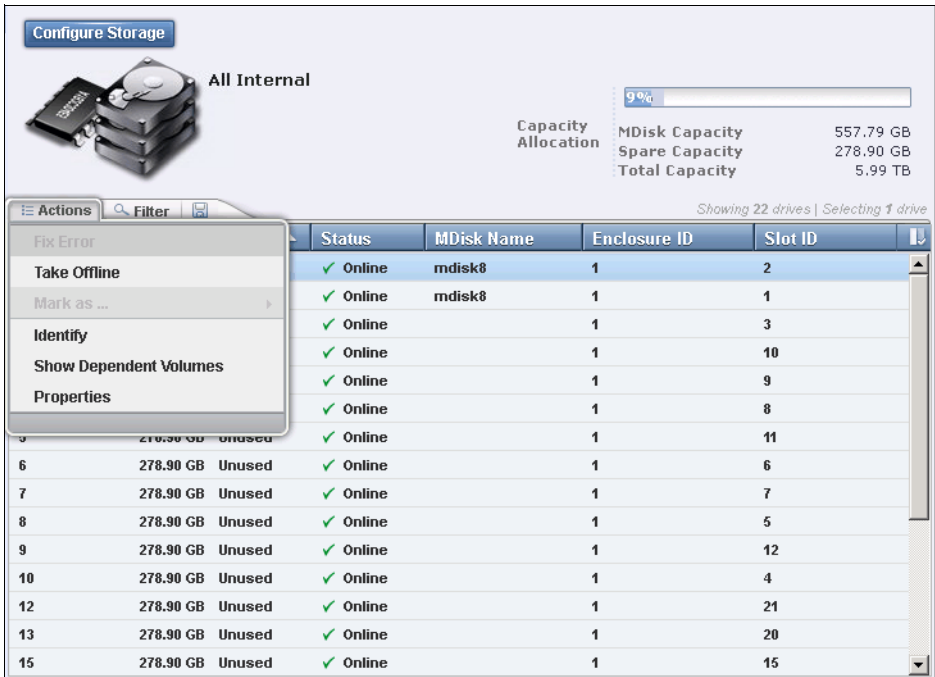 Configure Storage
All Internal
9%
Capacity Allocation
MDisk Capacity 557.79 GB
Spare Capacity 278.90 GB
Total Capacity 5.99 TB
Actions Filter
Showing 22 drives | Selecting 1 drive
Status MDisk Name Enclosure ID Slot ID
Fix Error
Take Offline
Mark as ...
Identify
Show Dependent Volumes
Properties
Online mdisk8 1 2
Online mdisk8 1 1
Online 1 3
Online 1 10
Online 1 9
Online 1 8
5 278.90 GB Unused Online 1 11
6 278.90 GB Unused Online 1 6
7 278.90 GB Unused Online 1 7
8 278.90 GB Unused Online 1 5
9 278.90 GB Unused Online 1 12
10 278.90 GB Unused Online 1 4
12 278.90 GB Unused Online 1 21
13 278.90 GB Unused Online 1 20
15 278.90 GB Unused Online 1 15